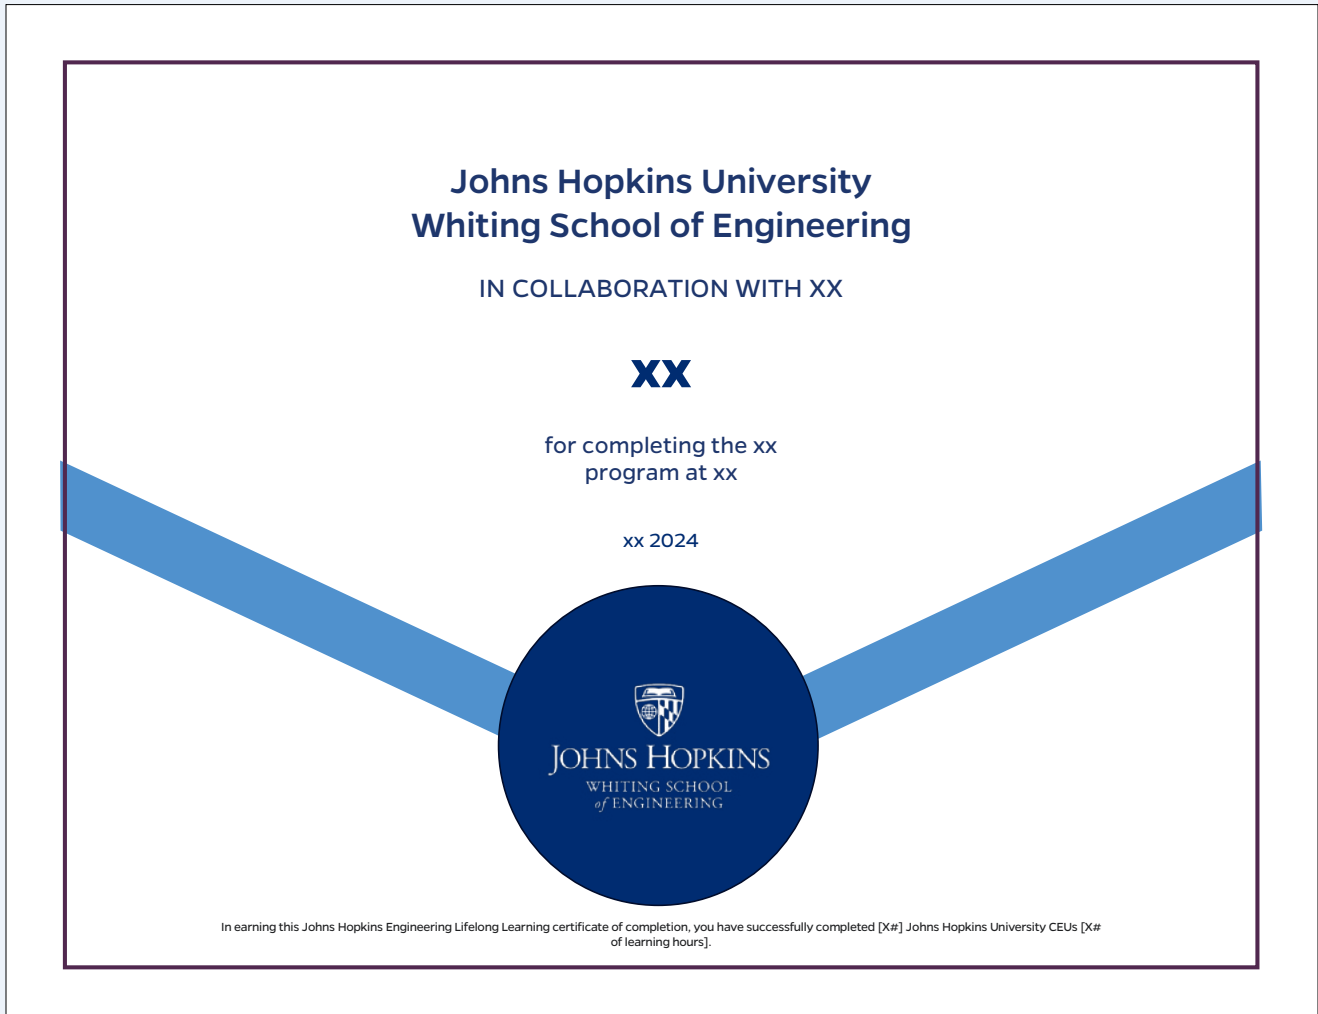 Johns Hopkins University
Whiting School of Engineering
IN COLLABORATION WITH XX
xx
for completing the xx
program at xx
xx 2024
JOHNS HOPKINS
WHITING SCHOOL
of ENGINEERING
In earning this Johns Hopkins Engineering Lifelong Learning certificate of completion, you have successfully completed [X#] Johns Hopkins University CEUs [X#
of learning hours].